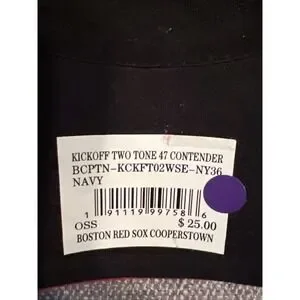 KICKOFF TWO TONE 47 CONTENDER
BCPTN-KCKFT02WSE-NY36
NAVY
1 91119 99758 6
OSS $ 25.00
BOSTON RED SOX COOPERSTOWN